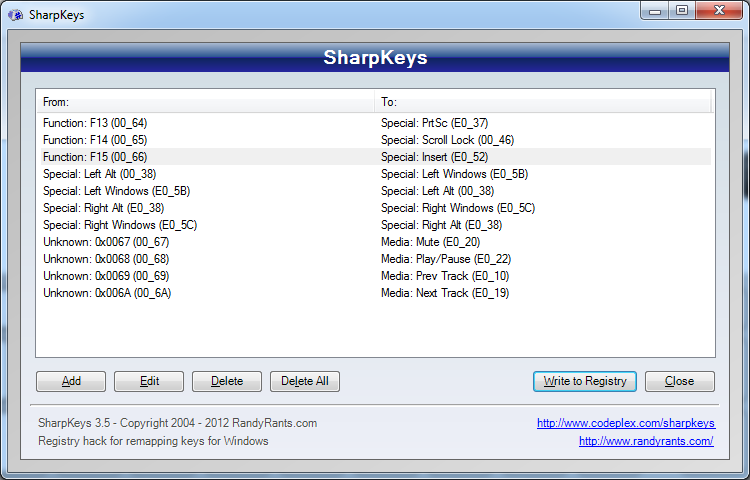 SharpKeys
SharpKeys
From: To:
Function: F13 (00_64) Special: PrtSc (E0_37)
Function: F14 (00_65) Special: Scroll Lock (00_46)
Function: F15 (00_66) Special: Insert (E0_52)
Special: Left Alt (00_38) Special: Left Windows (E0_5B)
Special: Left Windows (E0_5B) Special: Left Alt (00_38)
Special: Right Alt (E0_38) Special: Right Windows (E0_5C)
Special: Right Windows (E0_5C) Special: Right Alt (E0_38)
Unknown: 0x0067 (00_67) Media: Mute (E0_20)
Unknown: 0x0068 (00_68) Media: Play/Pause (E0_22)
Unknown: 0x0069 (00_69) Media: Prev Track (E0_10)
Unknown: 0x006A (00_6A) Media: Next Track (E0_19)
Add Edit Delete Delete All Write to Registry Close
SharpKeys 3.5 - Copyright 2004 - 2012 RandyRants.com http://www.codeplex.com/sharpkeys
Registry hack for remapping keys for Windows http://www.randyrants.com/